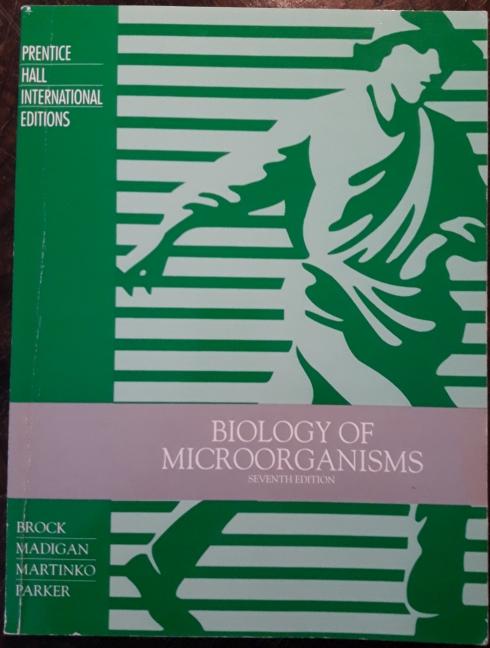 PRENTICE
HALL
INTERNATIONAL
EDITIONS
BIOLOGY OF
MICROORGANISMS
SEVENTH EDITION
BROCK
MADIGAN
MARTINKO
PARKER